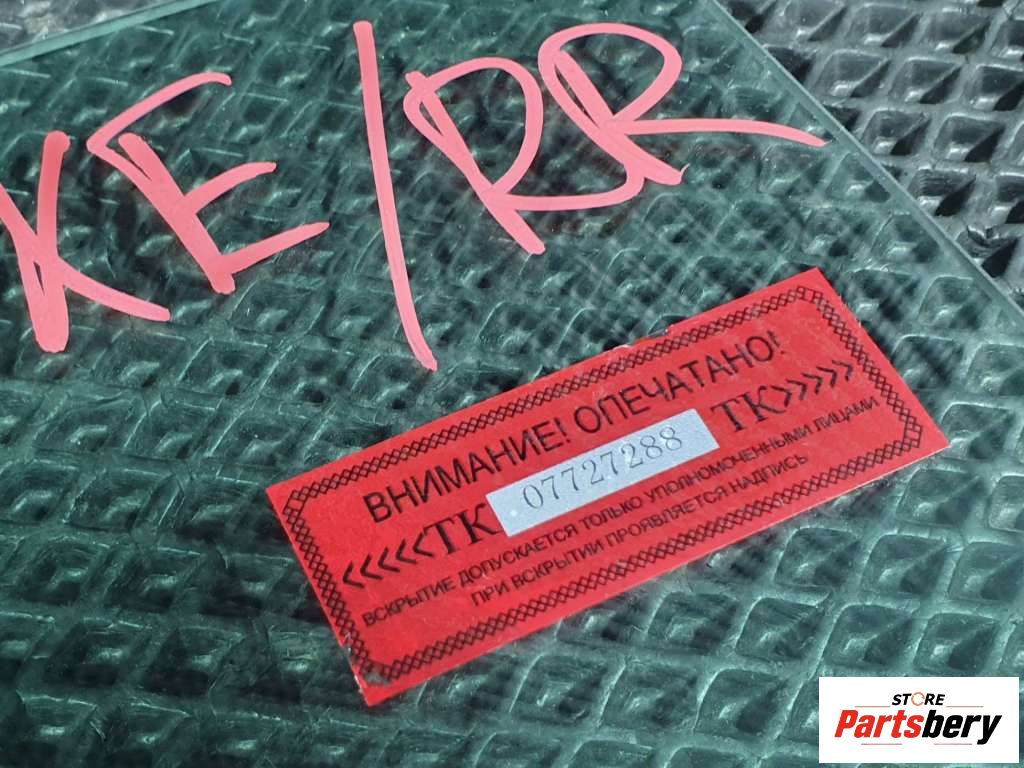 KE/RR
ВНИМАНИЕ! ОПЕЧАТАНО!
<<<<<ТК 07727288 ТК>>>>>
ВСКРЫТИЕ ДОПУСКАЕТСЯ ТОЛЬКО УПОЛНОМОЧЕННЫМИ ЛИЦАМИ
ПРИ ВСКРЫТИИ ПРОЯВЛЯЕТСЯ НАДПИСЬ
STORE
Partsbery